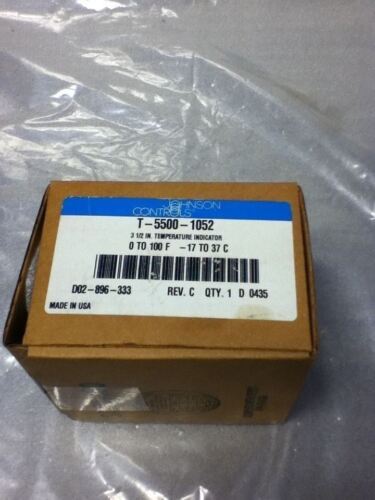 JOHNSON
CONTROLS
T-5500-1052
3 1/2 IN. TEMPERATURE INDICATOR
0 TO 100 F -17 TO 37 C
D02-896-333 REV. C QTY. 1 D 0435
MADE IN USA